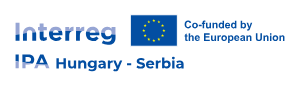 Interreg
Co-funded by
the European Union
IPA Hungary - Serbia